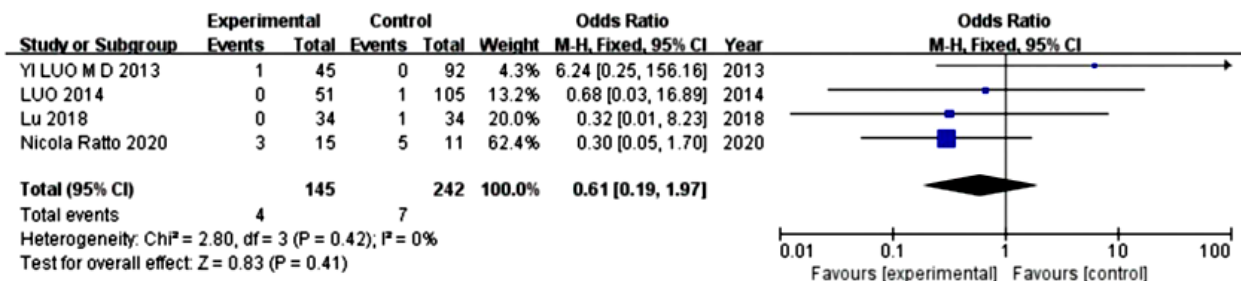 Experimental Control Odds Ratio Odds Ratio
Study or Subgroup Events Total Events Total Weight M-H, Fixed, 95% CI Year M-H, Fixed, 95% CI
YI LUO M D 2013 1 45 0 92 4.3% 6.24 [0.25, 156.16] 2013
LUO 2014 0 51 1 105 13.2% 0.68 [0.03, 16.89] 2014
Lu 2018 0 34 1 34 20.0% 0.32 [0.01, 8.23] 2018
Nicola Ratto 2020 3 15 5 11 62.4% 0.30 [0.05, 1.70] 2020
Total (95% CI) 145 242 100.0% 0.61 [0.19, 1.97]
Total events 4 7
Heterogeneity: Chi² = 2.80, df = 3 (P = 0.42); I² = 0%
Test for overall effect: Z = 0.83 (P = 0.41)
0.01 0.1 1 10 100
Favours [experimental] Favours [control]